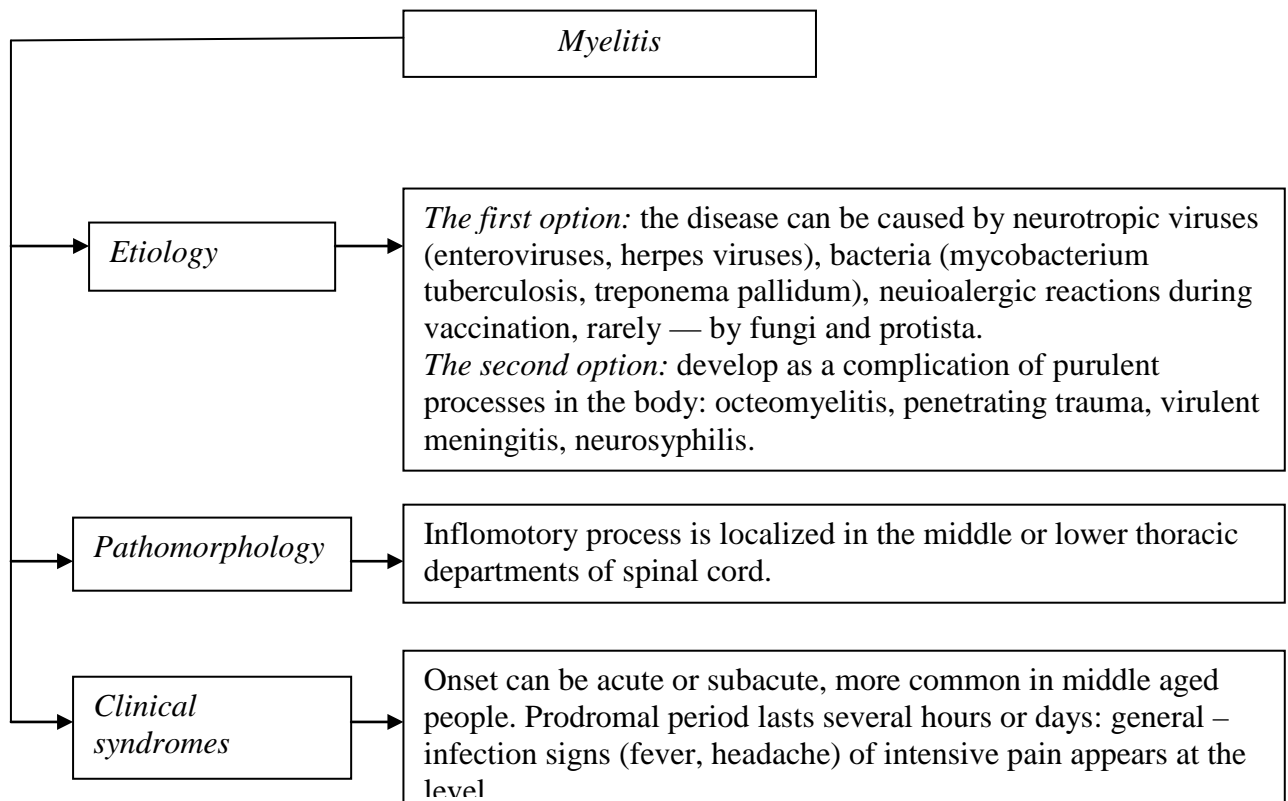 Myelitis
Etiology
The first option: the disease can be caused by neurotropic viruses
(enteroviruses, herpes viruses), bacteria (mycobacterium
tuberculosis, treponema pallidum), neuioalergic reactions during
vaccination, rarely — by fungi and protista.
The second option: develop as a complication of purulent
processes in the body: octeomyelitis, penetrating trauma, virulent
meningitis, neurosyphilis.
Pathomorphology
Inflomotory process is localized in the middle or lower thoracic
departments of spinal cord.
Clinical
syndromes
Onset can be acute or subacute, more common in middle aged
people. Prodromal period lasts several hours or days: general –
infection signs (fever, headache) of intensive pain appears at the
level